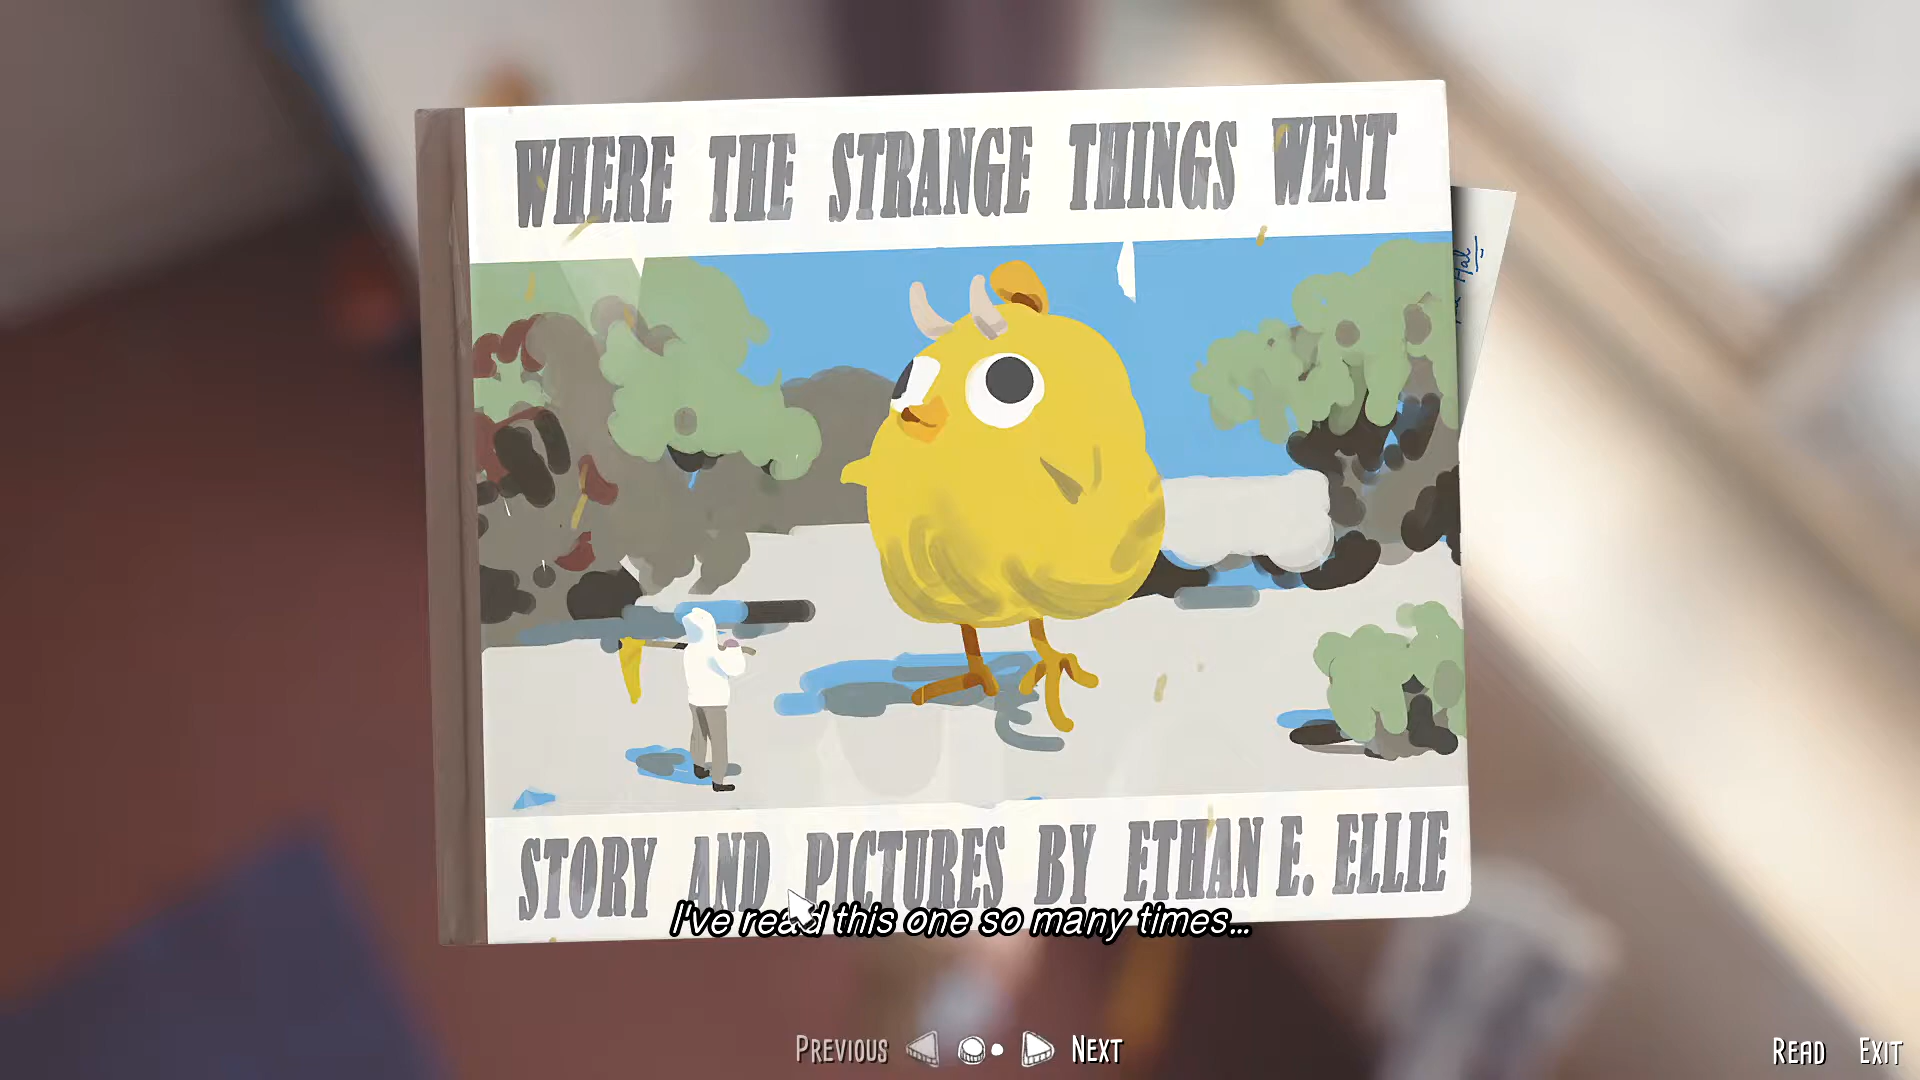 WHERE THE STRANGE THINGS WENT
Hal
STORY AND PICTURES BY ETHAN E. ELLIE
I've read this one so many times...
PREVIOUS
NEXT
READ
EXIT